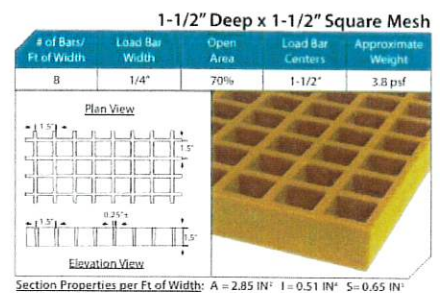 1-1/2" Deep x 1-1/2" Square Mesh
# of Bars/ Ft of Width Load Bar Width Open Area Load Bar Centers Approximate Weight
8 1/4" 70% 1-1/2" 3.8 psf
Plan View
1.5"
1.5"
0.25"±
1.5"
1.5"
Elevation View
Section Properties per Ft of Width: A = 2.85 IN² I = 0.51 IN⁴ S= 0.65 IN³